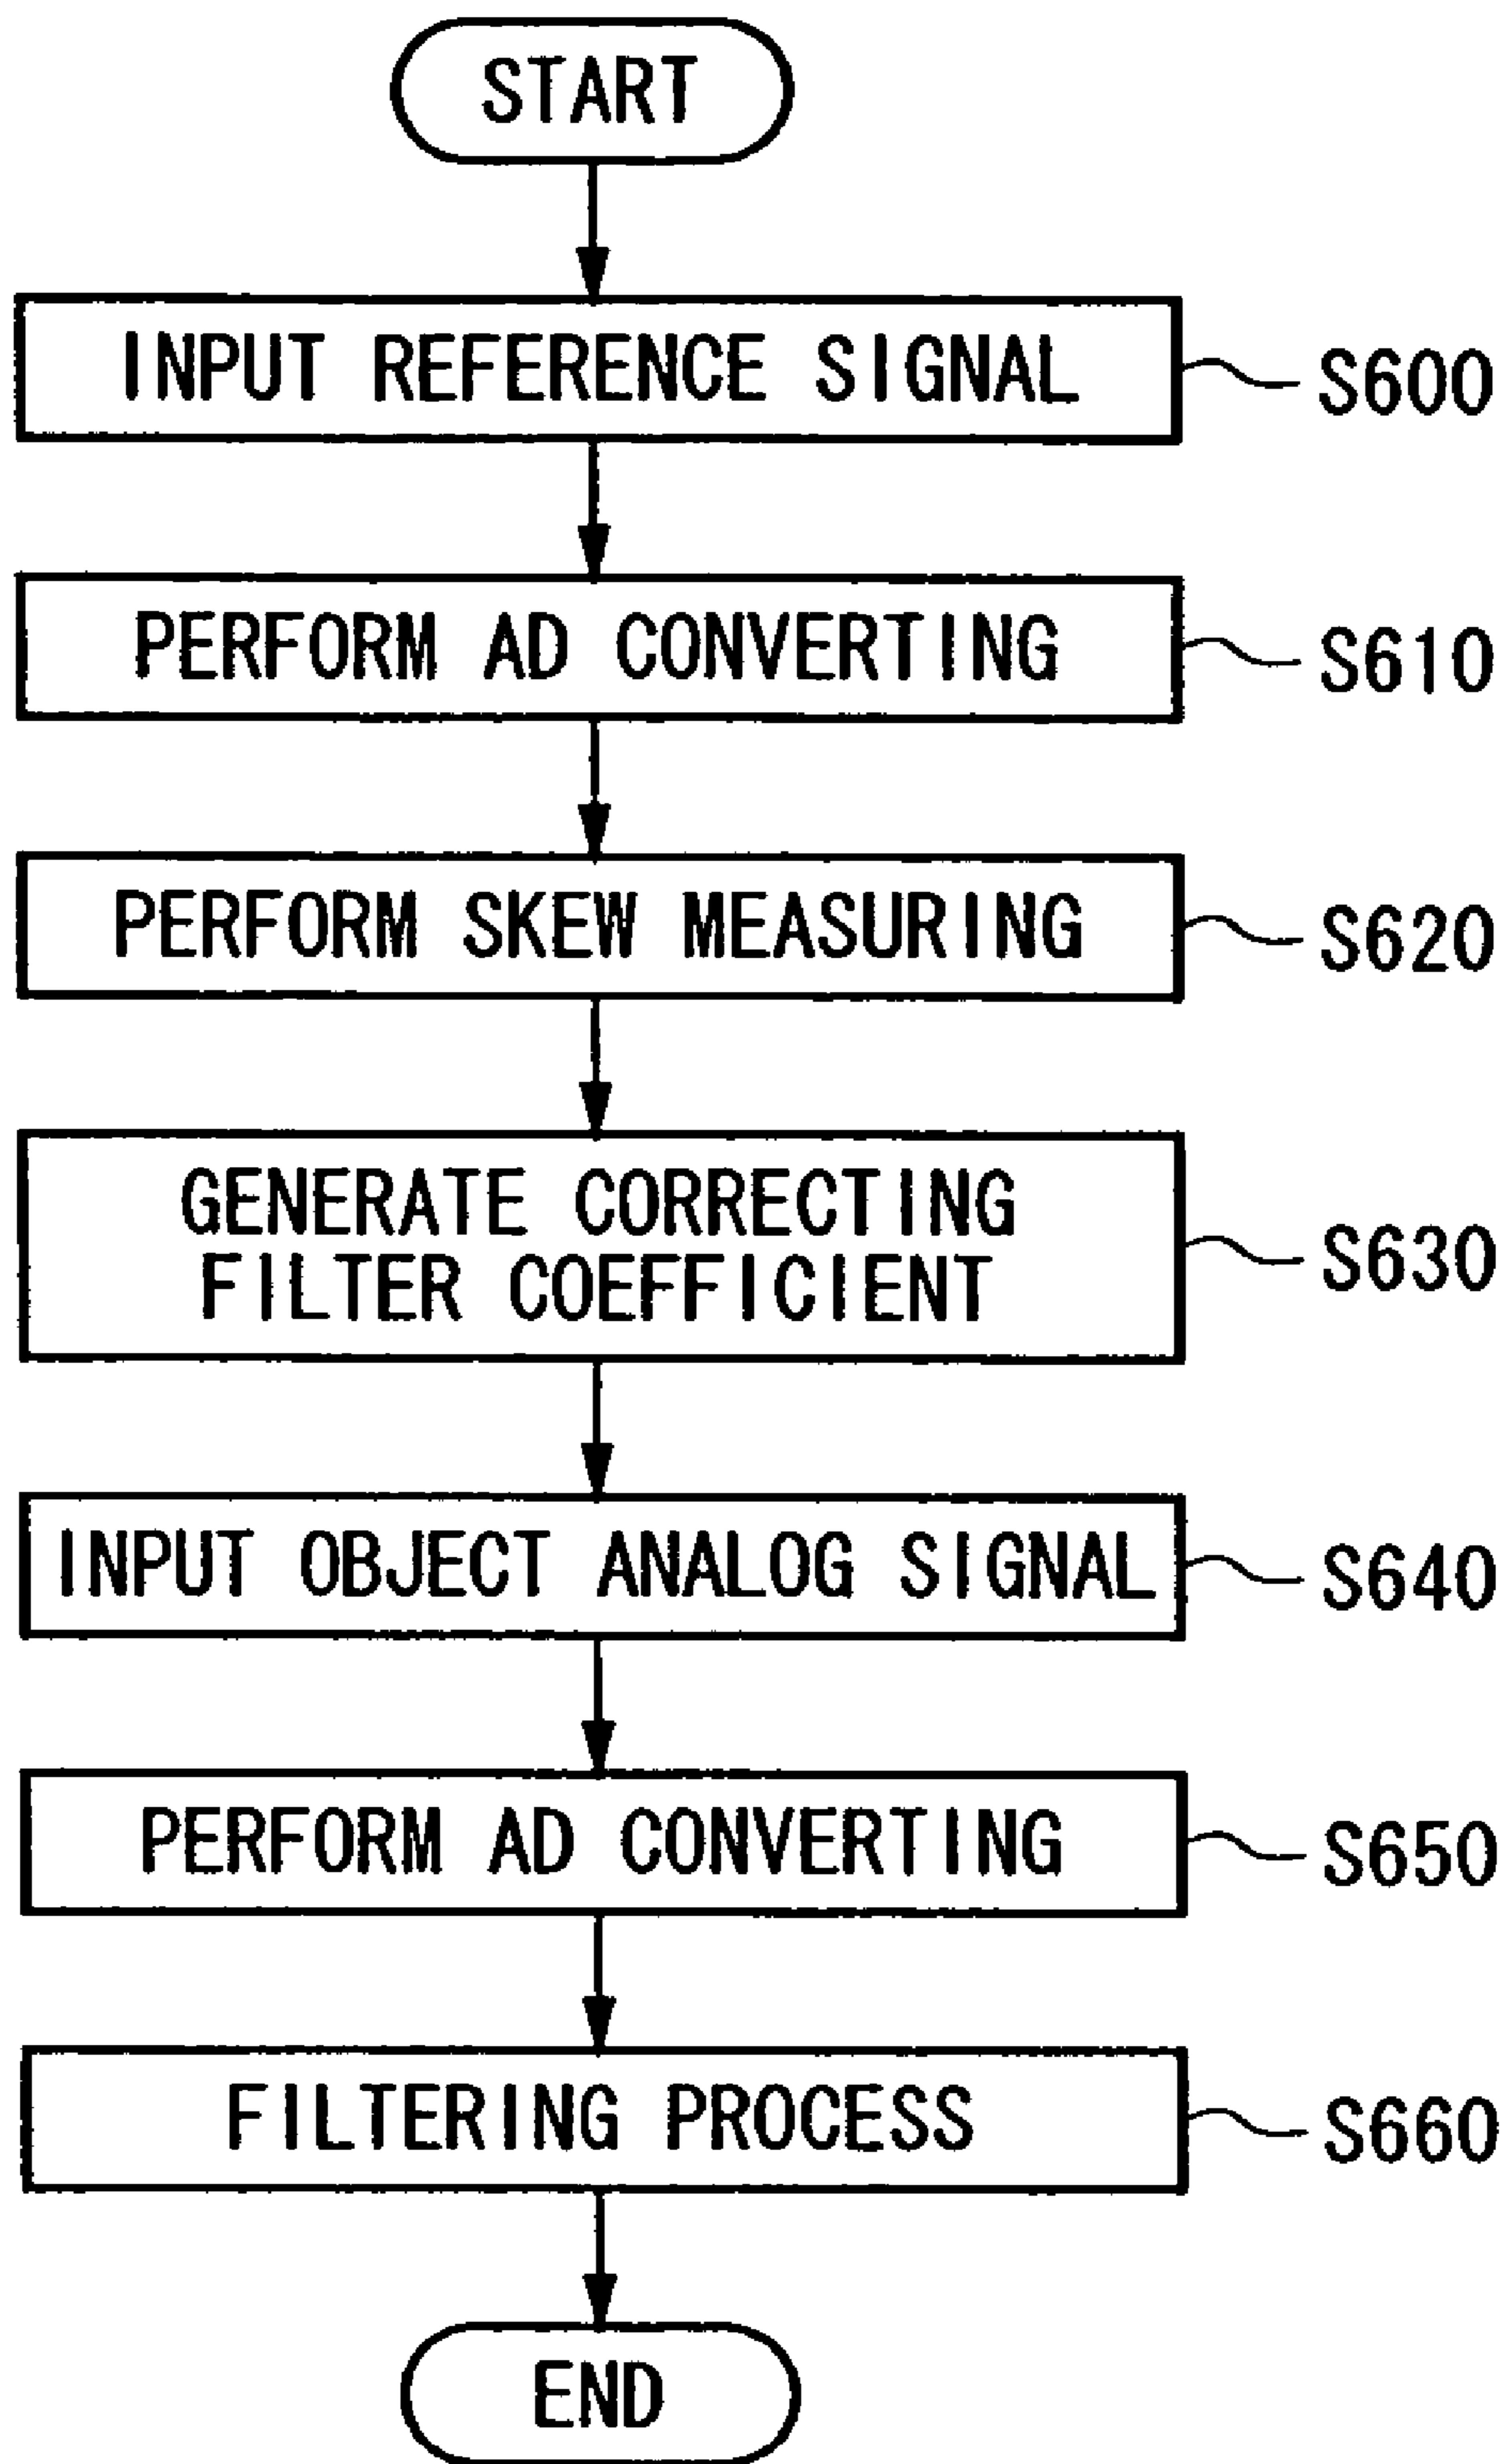 START
INPUT REFERENCE SIGNAL
S600
PERFORM AD CONVERTING
S610
PERFORM SKEW MEASURING
S620
GENERATE CORRECTING
FILTER COEFFICIENT
S630
INPUT OBJECT ANALOG SIGNAL
S640
PERFORM AD CONVERTING
S650
FILTERING PROCESS
S660
END